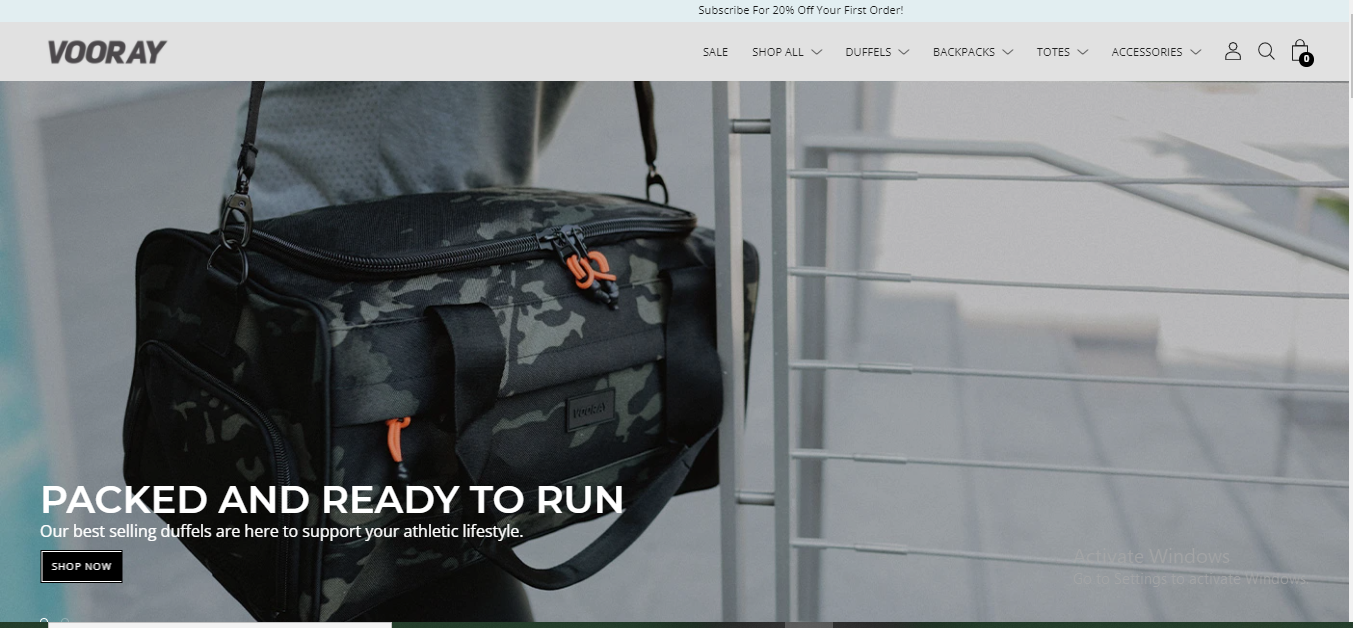 Subscribe For 20% Off Your First Order!
VOORAY
SALE SHOP ALL DUFFELS BACKPACKS TOTES ACCESSORIES 0
VOORAY
PACKED AND READY TO RUN
Our best selling duffels are here to support your athletic lifestyle.
SHOP NOW
Activate Windows
Go to Settings to activate Windows.